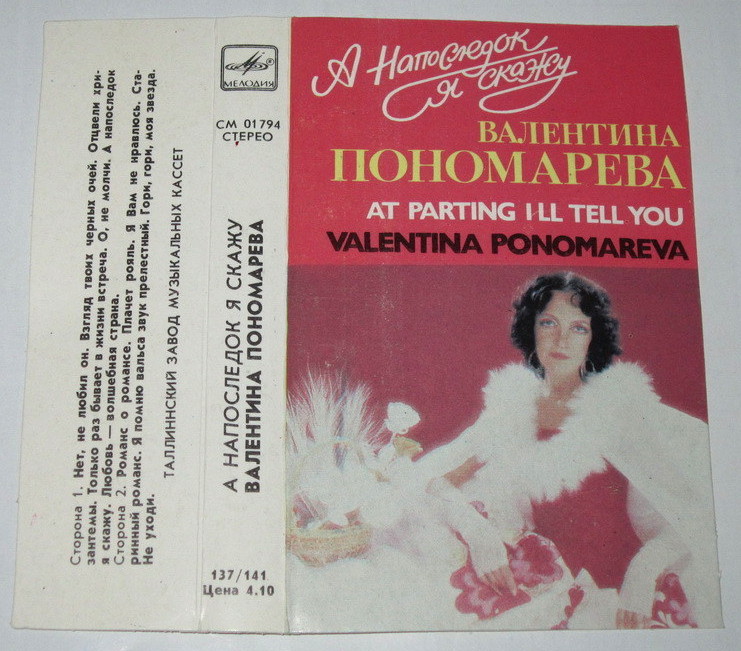 Сторона 1. Нет, не любил он. Взгляд твоих черных очей. Отцвели хри-
зантемы. Только раз бывает в жизни встреча. О, не молчи. А напоследок
я скажу. Любовь — волшебная страна.
Сторона 2. Романс о романсе. Плачет рояль. Я Вам не нравлюсь. Ста-
ринный романс. Я помню вальса звук прелестный. Гори, гори, моя звезда.
Не уходи.
ТАЛЛИННСКИЙ ЗАВОД МУЗЫКАЛЬНЫХ КАССЕТ
МЕЛОДИЯ
СМ 01794
СТЕРЕО
А НАПОСЛЕДОК Я СКАЖУ
ВАЛЕНТИНА ПОНОМАРЕВА
137/141
Цена 4.10
А Напоследок
я скажу
ВАЛЕНТИНА
ПОНОМАРЕВА
AT PARTING I·LL TELL YOU
VALENTINA PONOMAREVA